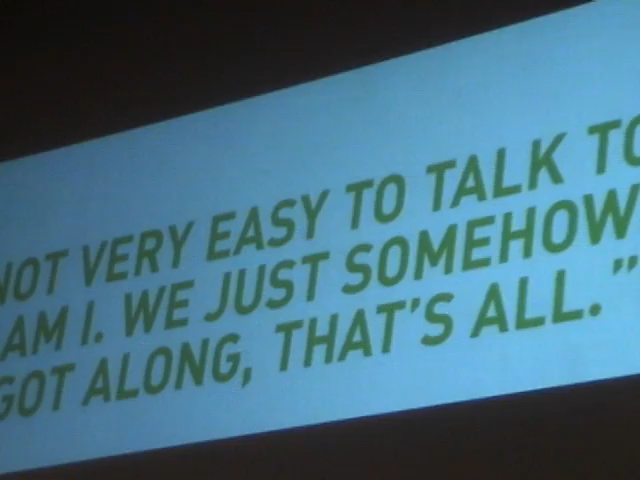 NOT VERY EASY TO TALK TO
AM I. WE JUST SOMEHOW
GOT ALONG, THAT'S ALL."